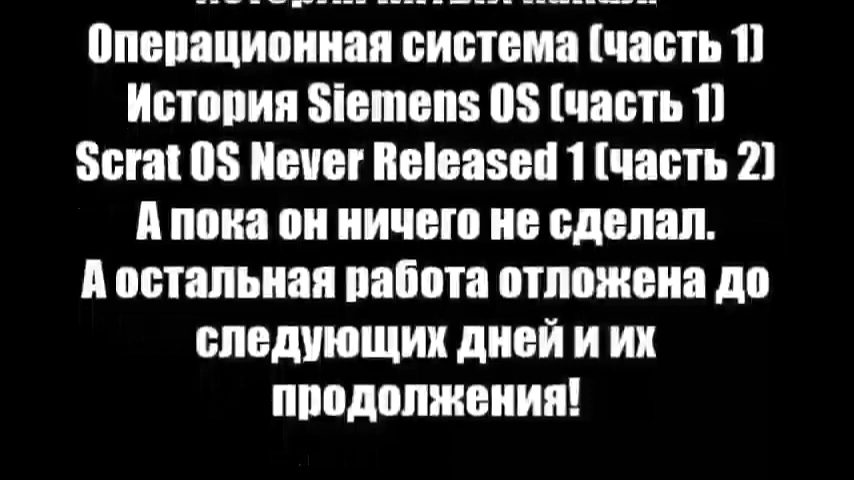 Операционная система (часть 1)
История Siemens OS (часть 1)
Scrat OS Never Released 1 (часть 2)
А пока он ничего не сделал.
А остальная работа отложена до
следующих дней и их
продолжения!